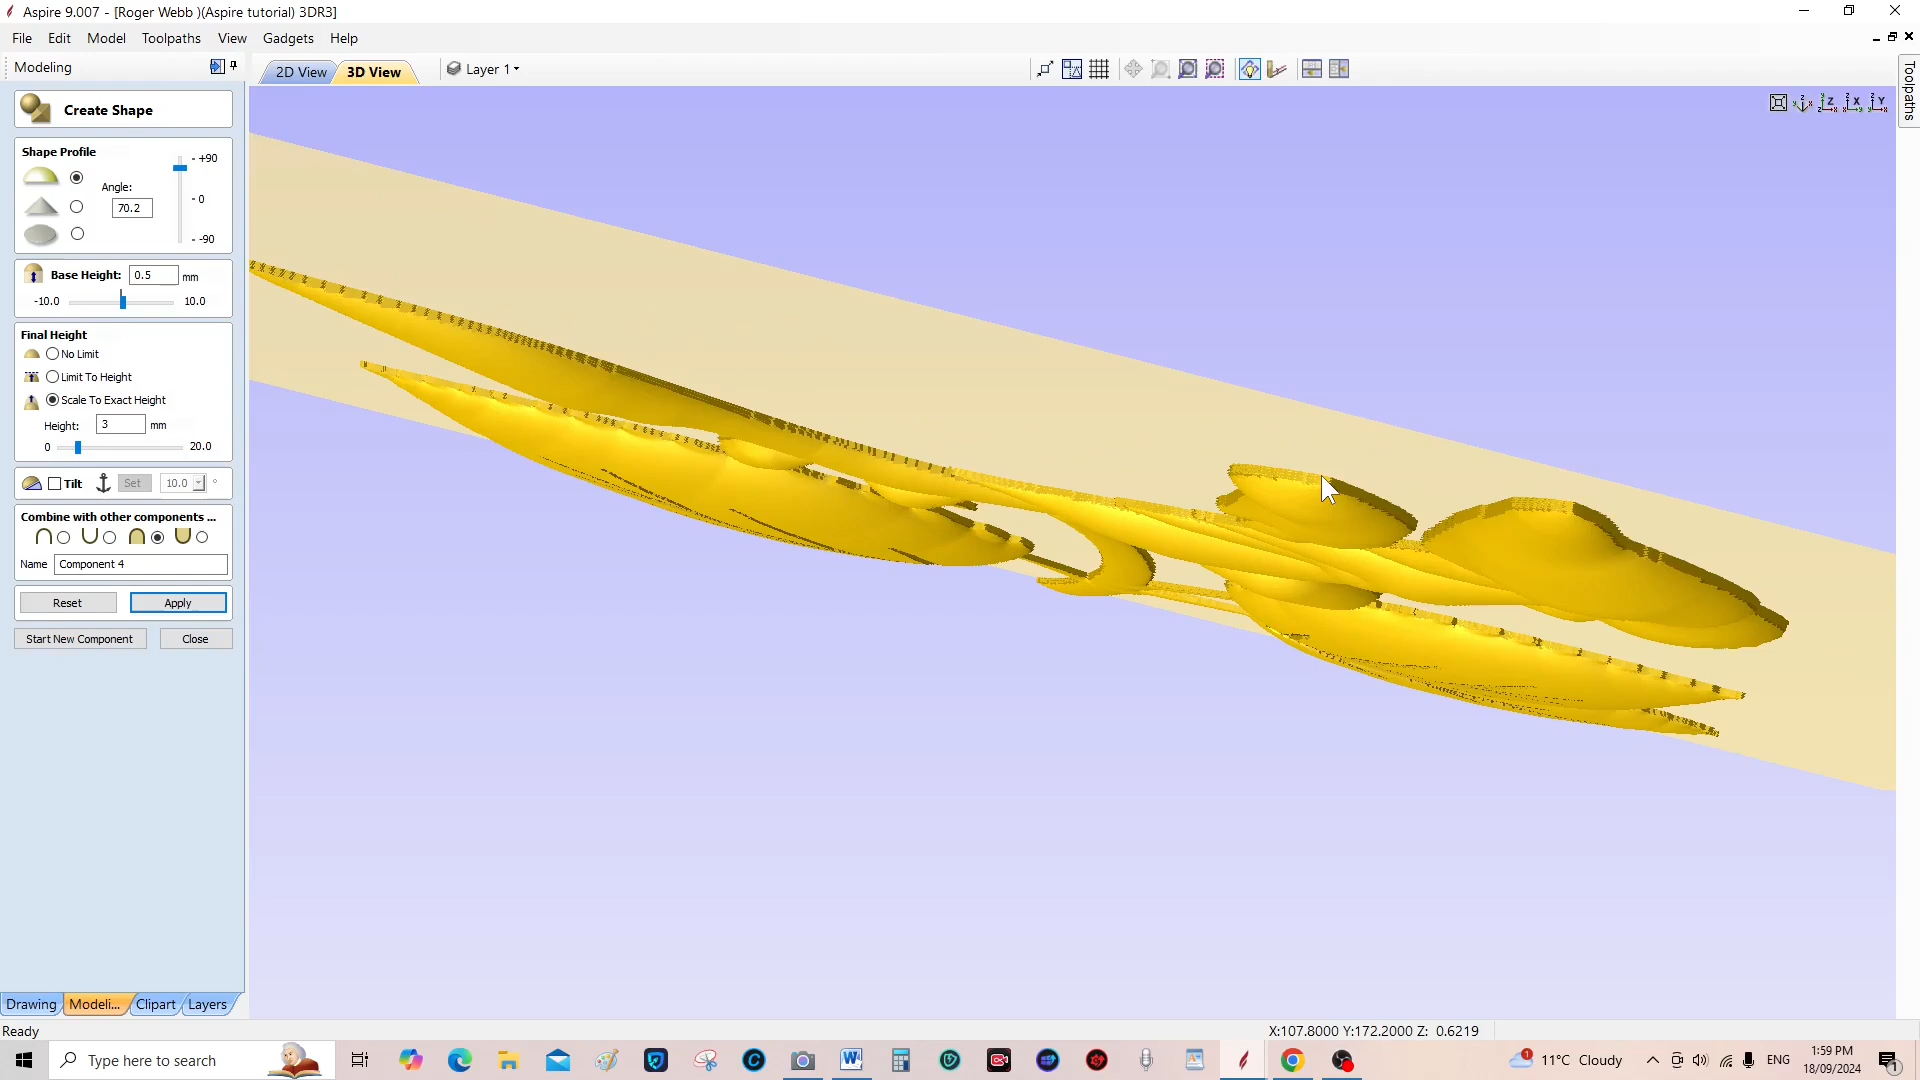 Aspire 9.007 - [Roger Webb )(Aspire tutorial) 3DR3]
File Edit Model Toolpaths View Gadgets Help
Modeling
2D View 3D View Layer 1
Toolpaths
Create Shape
Shape Profile
+90
Angle:
70.2
0
-90
Base Height: 0.5 mm
-10.0 10.0
Final Height
No Limit
Limit To Height
Scale To Exact Height
Height: 3 mm
0 20.0
Tilt Set 10.0 °
Combine with other components ...
Name Component 4
Reset Apply
Start New Component Close
Drawing Modeli... Clipart Layers
Ready
X:107.8000 Y:172.2000 Z: 0.6219
Type here to search
11°C Cloudy
ENG
1:59 PM
18/09/2024